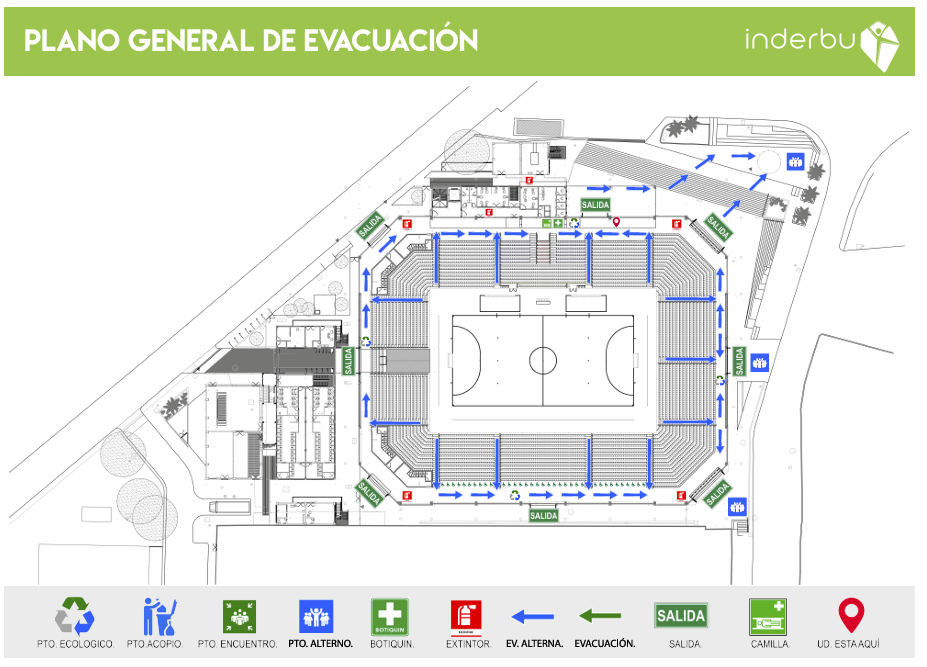 PLANO GENERAL DE EVACUACIÓN
inderbu
SALIDA
SALIDA
SALIDA
SALIDA
SALIDA
SALIDA
SALIDA
SALIDA
BOTIQUIN
SALIDA
PTO. ECOLOGICO.
PTO.ACOPIO.
PTO. ENCUENTRO.
PTO. ALTERNO.
BOTIQUIN.
EXTINTOR.
EV. ALTERNA.
EVACUACIÓN.
SALIDA.
CAMILLA.
UD. ESTA AQUÍ